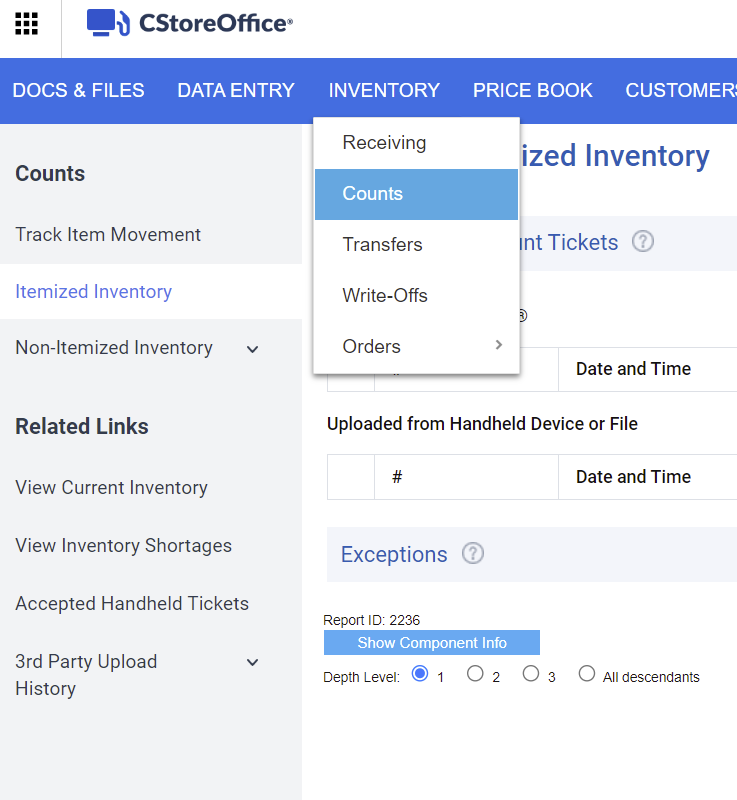 CStoreOffice®
DOCS & FILES
DATA ENTRY
INVENTORY
PRICE BOOK
CUSTOMERS
Receiving
Counts
Transfers
Write-Offs
Orders
Counts
Track Item Movement
Itemized Inventory
Non-Itemized Inventory
Related Links
View Current Inventory
View Inventory Shortages
Accepted Handheld Tickets
3rd Party Upload
History
ized Inventory
nt Tickets ?
®
Date and Time
Uploaded from Handheld Device or File
# Date and Time
Exceptions ?
Report ID: 2236
Show Component Info
Depth Level: 1 2 3 All descendants